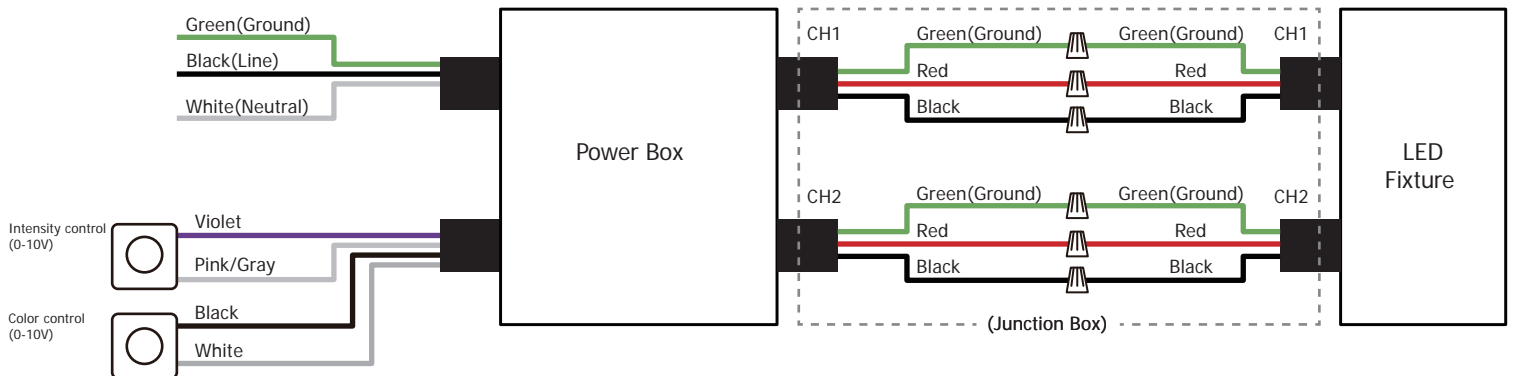 Green(Ground)
Black(Line)
White(Neutral)
Intensity control
(0-10V)
Violet
Pink/Gray
Color control
(0-10V)
Black
White
Power Box
CH1
Green(Ground)
Green(Ground)
CH1
Red
Red
Black
Black
CH2
Green(Ground)
Green(Ground)
CH2
Red
Red
Black
Black
(Junction Box)
LED
Fixture